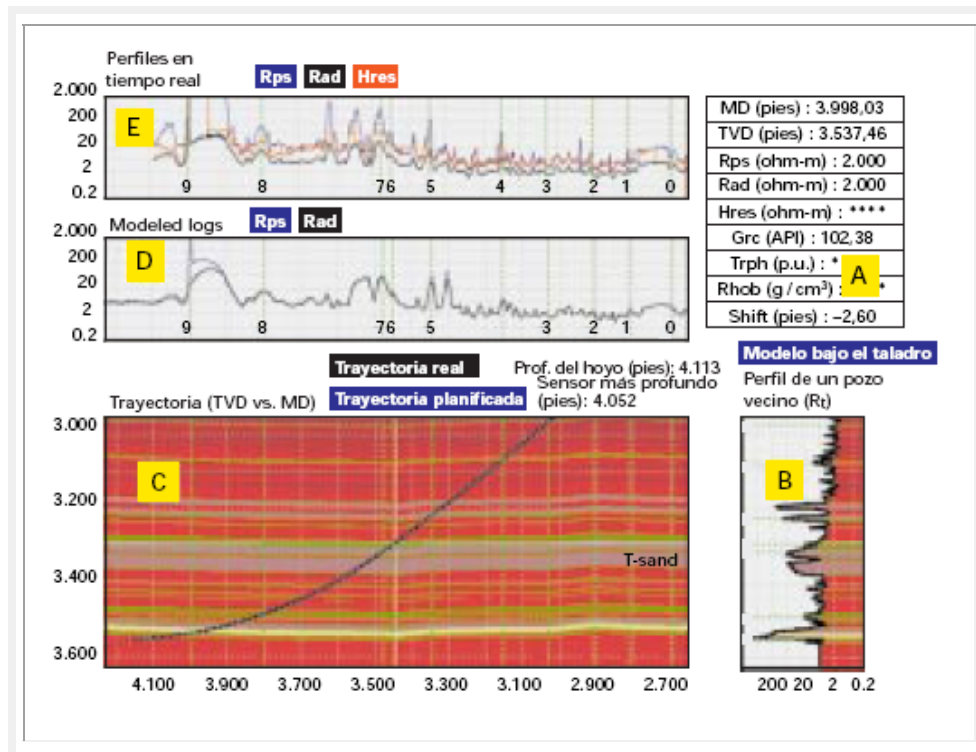 Perfiles en
tiempo real
Rps Rad Hres
2.000
200
20
2
0.2
E
9 8 76 5 4 3 2 1 0
Modeled logs
Rps Rad
2.000
200
20
2
0.2
D
9 8 76 5 3 2 1 0
MD (pies) : 3.998,03
TVD (pies) : 3.537,46
Rps (ohm-m) : 2.000
Rad (ohm-m) : 2.000
Hres (ohm-m) : ****
Grc (API) : 102,38
Trph (p.u.) : *
A
Rhob (g/cm³) : *
Shift (pies) : –2,60
Trayectoria real
Prof. del hoyo (pies): 4.113
Trayectoria (TVD vs. MD)
Trayectoria planificada
Sensor más profundo
(pies): 4.052
3.000
3.200
3.400
3.600
C
T-sand
4.100 3.900 3.700 3.500 3.300 3.100 2.900 2.700
Modelo bajo el taladro
Perfil de un pozo
vecino (Rt)
B
200 20 2 0.2